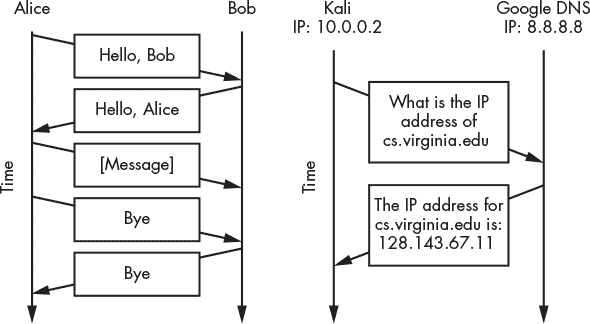 Alice
Bob
Hello, Bob
Hello, Alice
[Message]
Bye
Bye
Time
Kali
IP: 10.0.0.2
Google DNS
IP: 8.8.8.8
What is the IP
address of
cs.virginia.edu
The IP address for
cs.virginia.edu is:
128.143.67.11
Time